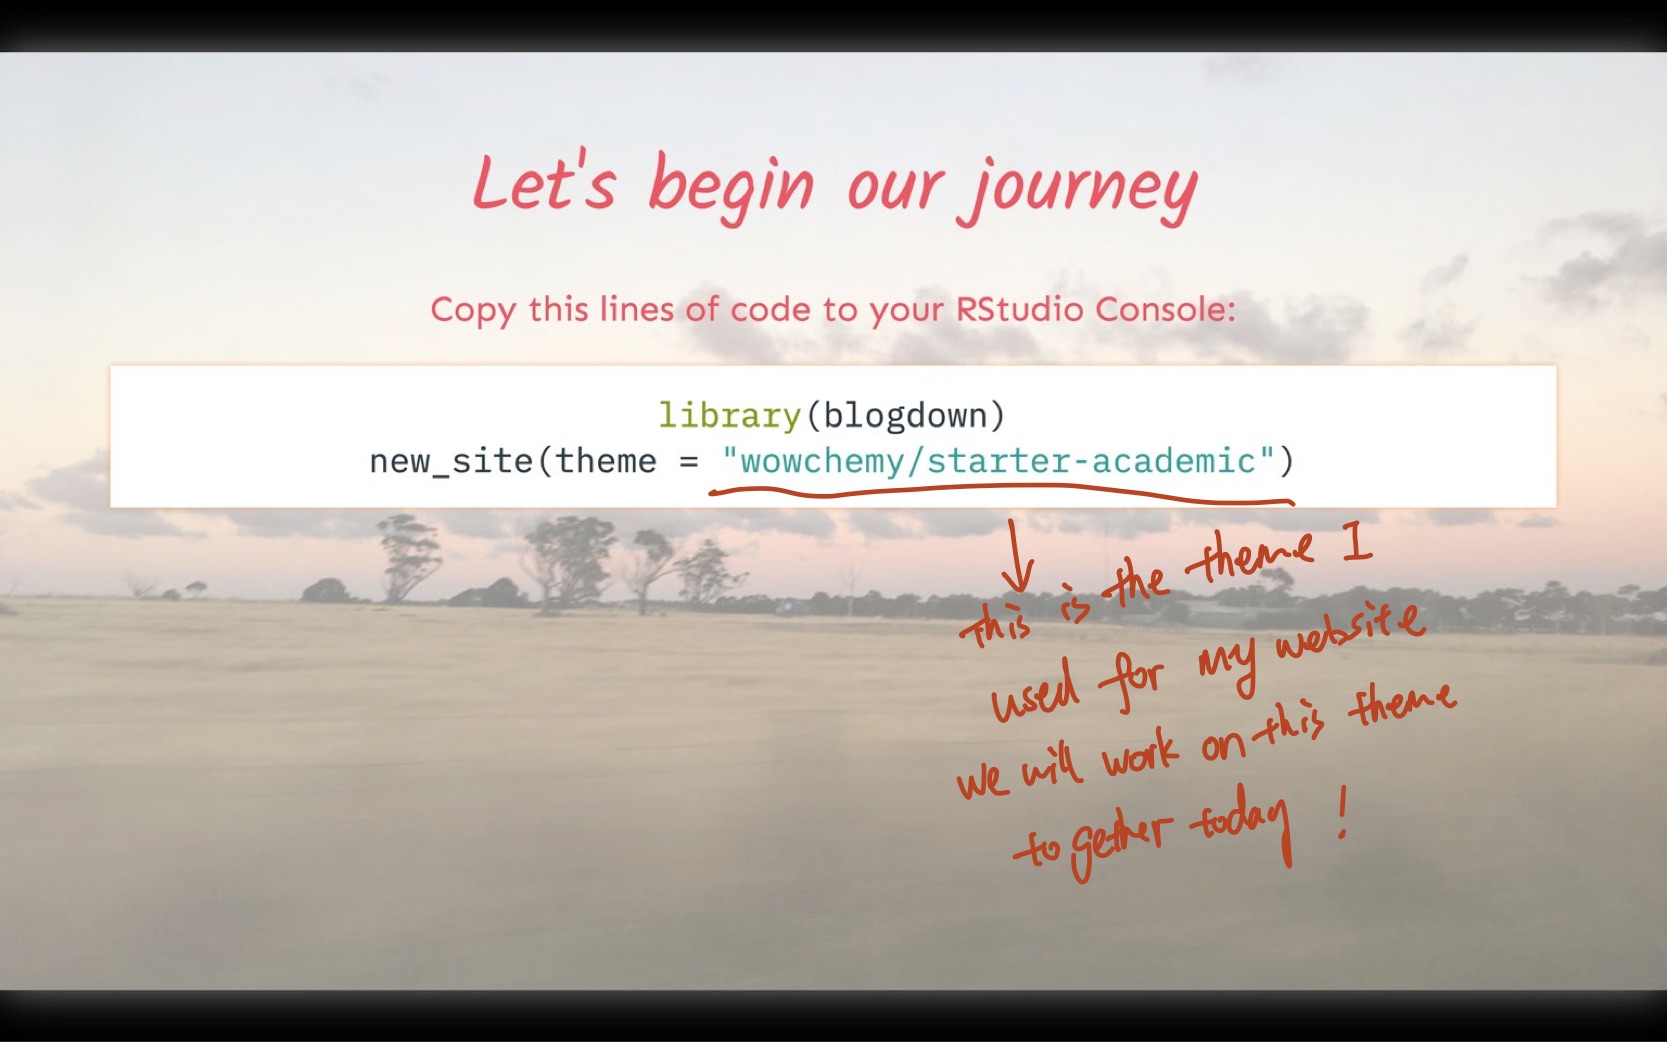 Let's begin our journey
Copy this lines of code to your RStudio Console:
library(blogdown)
new_site(theme = "wowchemy/starter-academic")
this is the theme I
used for my website
we will work on this theme
together today !